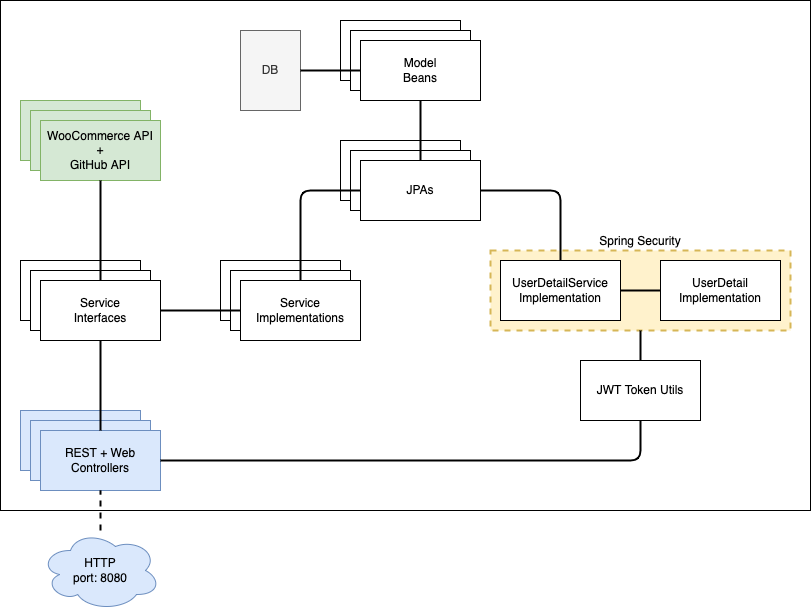 DB
Model
Beans
WooCommerce API
+
GitHub API
JPAs
Spring Security
UserDetailService
Implementation
UserDetail
Implementation
Service
Interfaces
Service
Implementations
JWT Token Utils
REST + Web
Controllers
HTTP
port: 8080